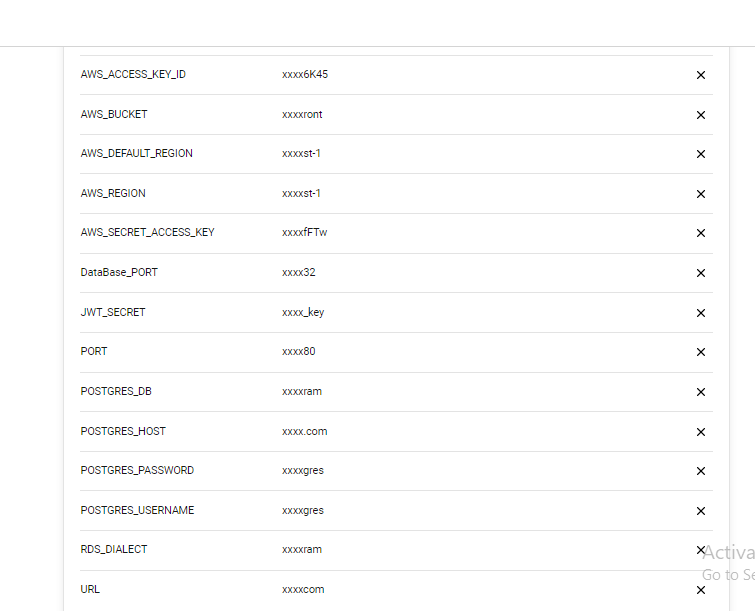 AWS_ACCESS_KEY_ID xxxx6K45
AWS_BUCKET xxxxront
AWS_DEFAULT_REGION xxxxst-1
AWS_REGION xxxxst-1
AWS_SECRET_ACCESS_KEY xxxxfFTw
DataBase_PORT xxxx32
JWT_SECRET xxxx_key
PORT xxxx80
POSTGRES_DB xxxxram
POSTGRES_HOST xxxx.com
POSTGRES_PASSWORD xxxxgres
POSTGRES_USERNAME xxxxgres
RDS_DIALECT xxxxram
Activa
Go to Se
URL xxxxcom